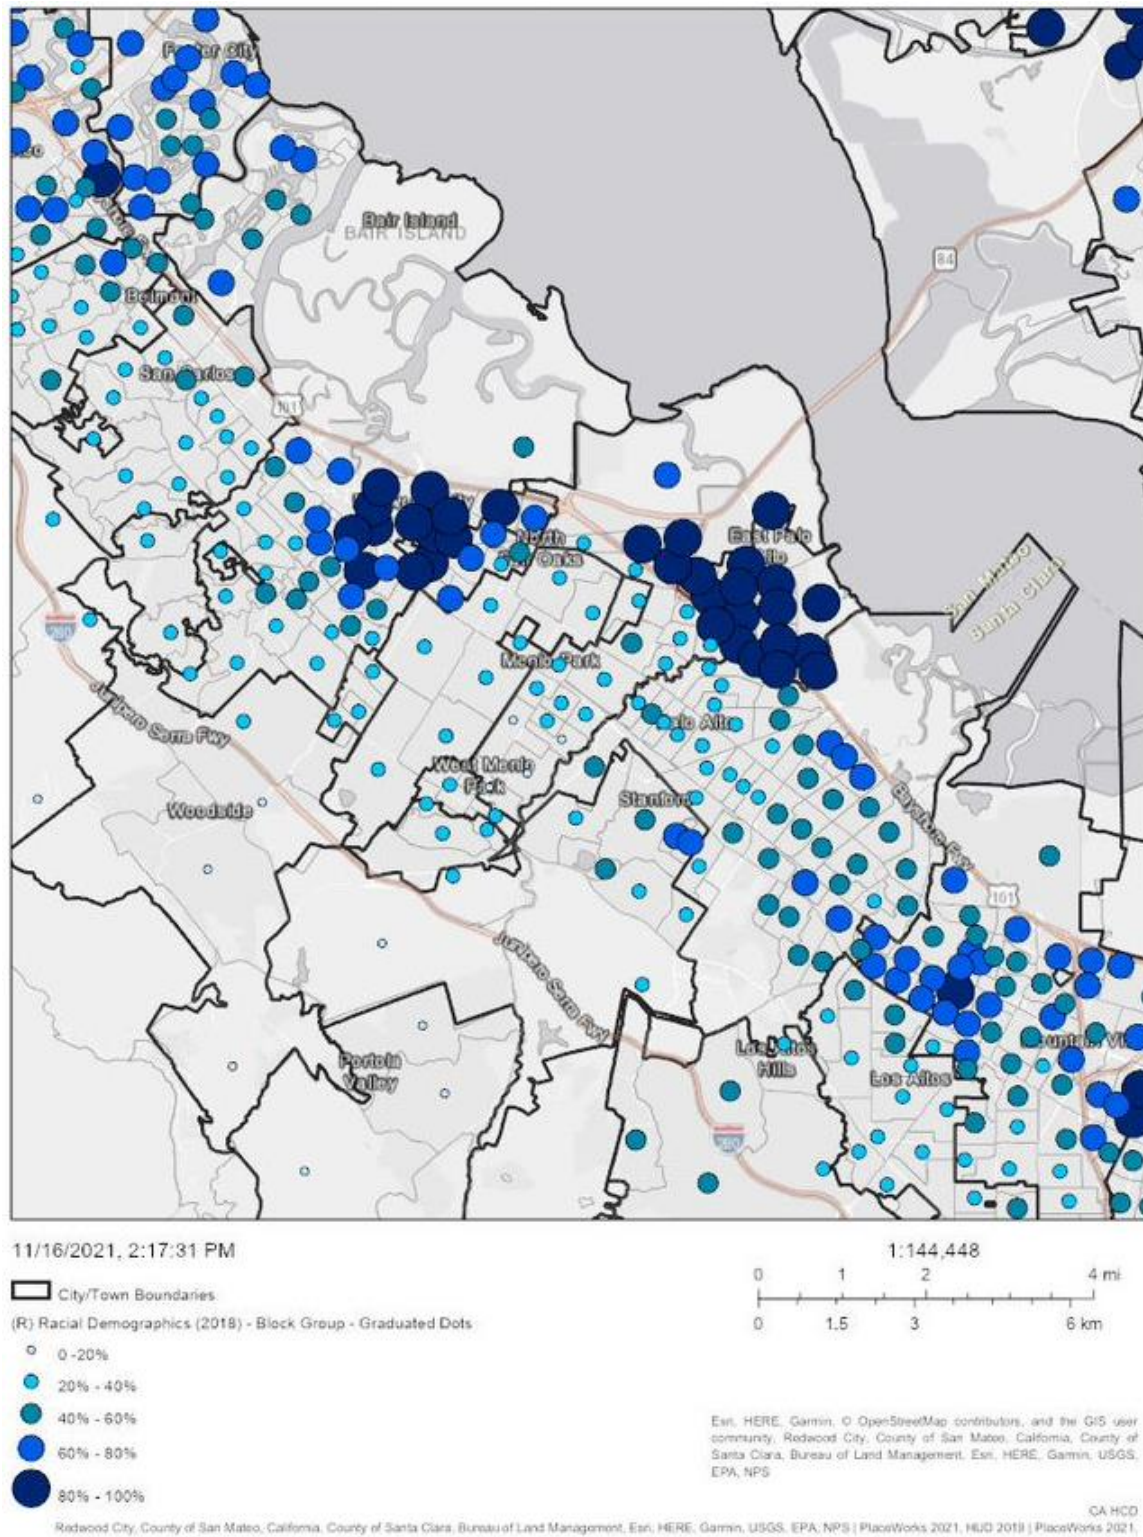 Foster City
Bair Island
BAIR ISLAND
84
Belmont
San Carlos
101
North
Fair Oaks
East Palo
Alto
San Mateo
Santa Clara
280
Menlo Park
Junipero Serra Fwy
Palo Alto
West Menlo
Park
Stanford
Woodside
Bayshore Fwy
101
Junipero Serra Fwy
Los Altos
Hills
Los Altos
Mountain Vi
Portola
Valley
280
11/16/2021, 2:17:31 PM
1:144,448
0 1 2 4 mi
0 1.5 3 6 km
City/Town Boundaries
(R) Racial Demographics (2018) - Block Group - Graduated Dots
0 -20%
20% - 40%
40% - 60%
60% - 80%
80% - 100%
Esri, HERE, Garmin, © OpenStreetMap contributors, and the GIS user
community, Redwood City, County of San Mateo, California, County of
Santa Clara, Bureau of Land Management, Esri, HERE, Garmin, USGS,
EPA, NPS
CA HCD
Redwood City, County of San Mateo, California, County of Santa Clara, Bureau of Land Management, Esri, HERE, Garmin, USGS, EPA, NPS | PlaceWorks 2021, HUD 2019 | PlaceWorks 2021,